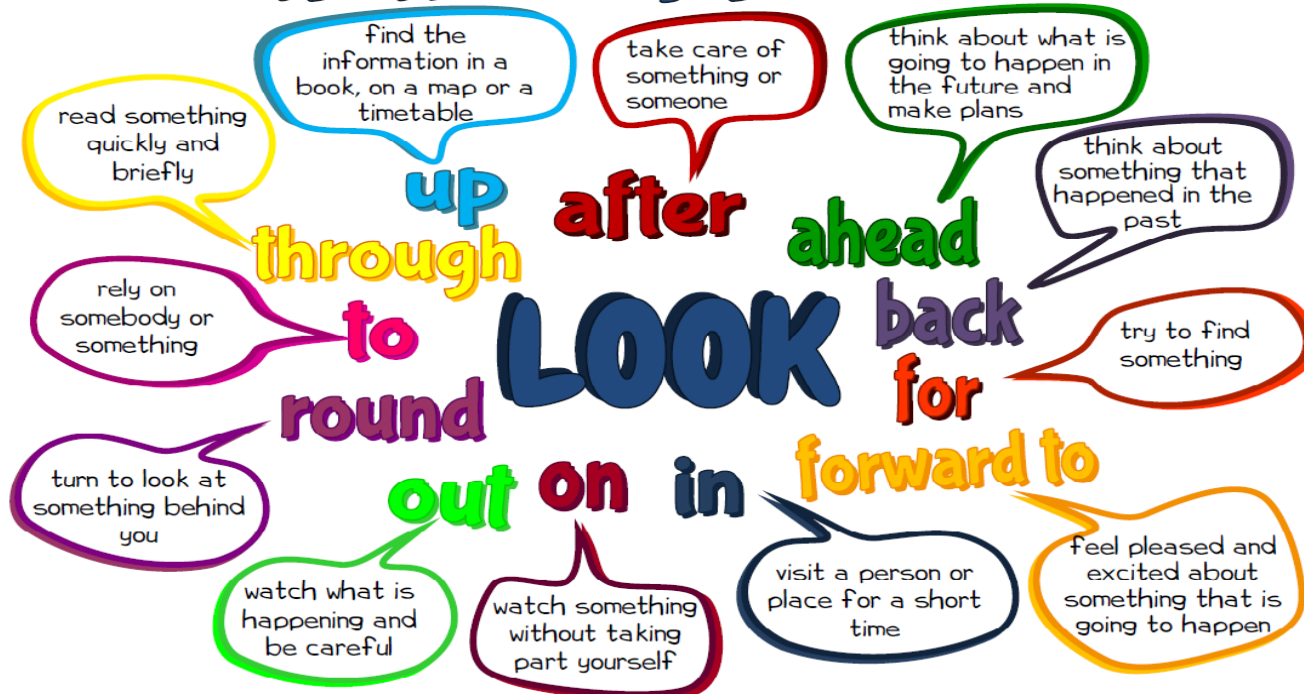 find the
information in a
book, on a map or a
timetable
take care of
something or
someone
think about what is
going to happen in
the future and
make plans
read something
quickly and
briefly
think about
something that
happened in the
past
up
after
ahead
through
rely on
somebody or
something
to
LOOK
back
try to find
something
for
round
forward to
turn to look at
something behind
you
out
on
in
watch what is
happening and
be careful
watch something
without taking
part yourself
visit a person or
place for a short
time
feel pleased and
excited about
something that is
going to happen